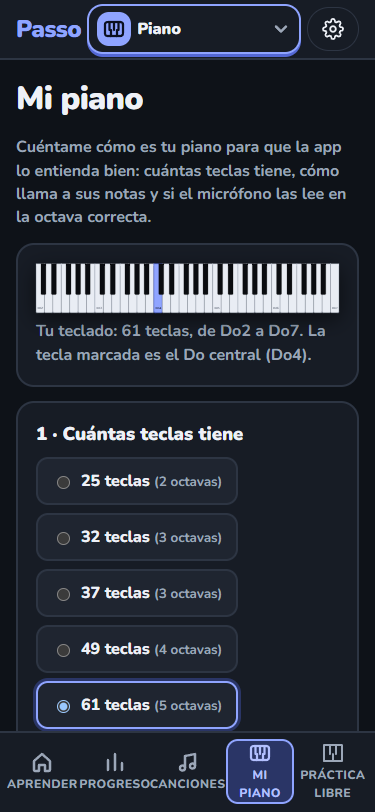 Passo
Piano
Mi piano
Cuéntame cómo es tu piano para que la app
lo entienda bien: cuántas teclas tiene, cómo
llama a sus notas y si el micrófono las lee en
la octava correcta.
Tu teclado: 61 teclas, de Do2 a Do7. La
tecla marcada es el Do central (Do4).
1 · Cuántas teclas tiene
25 teclas (2 octavas)
32 teclas (3 octavas)
37 teclas (3 octavas)
49 teclas (4 octavas)
61 teclas (5 octavas)
APRENDER
PROGRESO
CANCIONES
MI
PIANO
PRÁCTICA
LIBRE